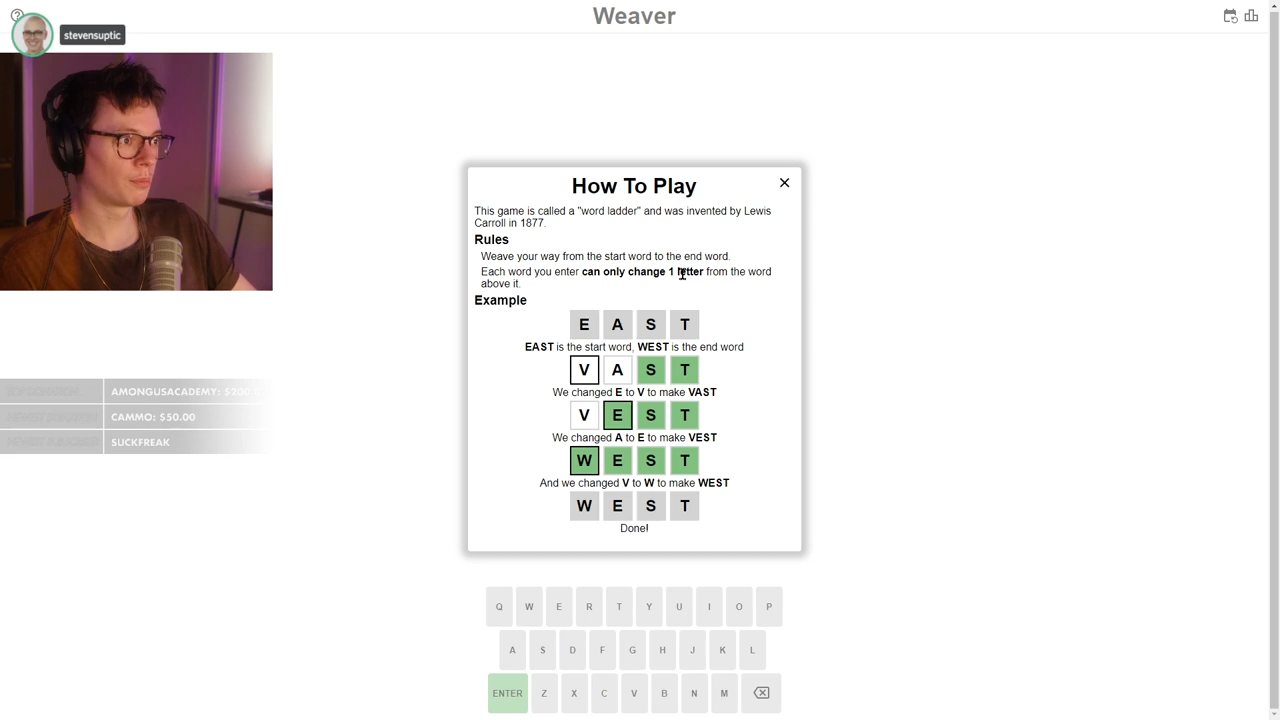 Weaver
stevensuptic
How To Play
This game is called a "word ladder" and was invented by Lewis
Carroll in 1877.
Rules
Weave your way from the start word to the end word.
Each word you enter can only change 1 letter from the word
above it.
Example
E A S T
EAST is the start word, WEST is the end word
V A S T
We changed E to V to make VAST
V E S T
We changed A to E to make VEST
W E S T
And we changed V to W to make WEST
W E S T
Done!
AMONGUSACADEMY: $200
CAMMO: $50.00
SUCKFREAK
Q W E R T Y U I O P
A S D F G H J K L
ENTER Z X C V B N M